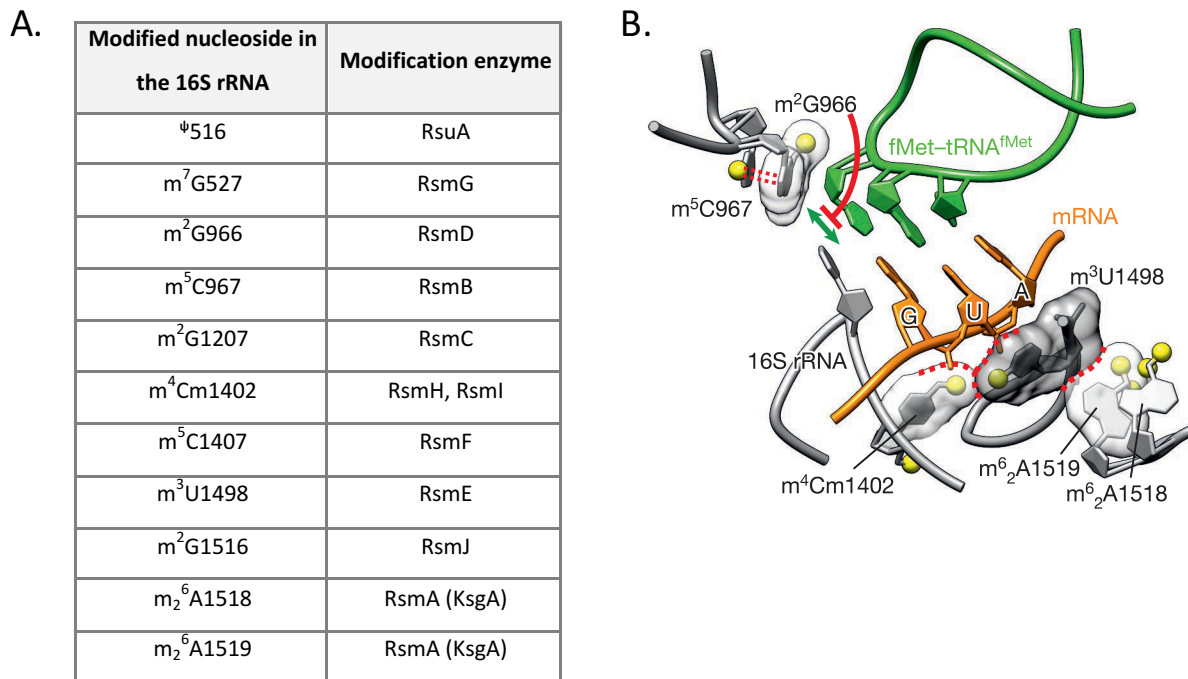 A.
Modified nucleoside in
the 16S rRNA
Modification enzyme
ᴪ516 RsuA
m⁷G527 RsmG
m²G966 RsmD
m⁵C967 RsmB
m²G1207 RsmC
m⁴Cm1402 RsmH, RsmI
m⁵C1407 RsmF
m³U1498 RsmE
m²G1516 RsmJ
m₂⁶A1518 RsmA (KsgA)
m₂⁶A1519 RsmA (KsgA)
B.
m²G966
fMet–tRNAᶠᴹᵉᵗ
m⁵C967
mRNA
m³U1498
G U A
16S rRNA
m⁴Cm1402
m⁶₂A1519
m⁶₂A1518